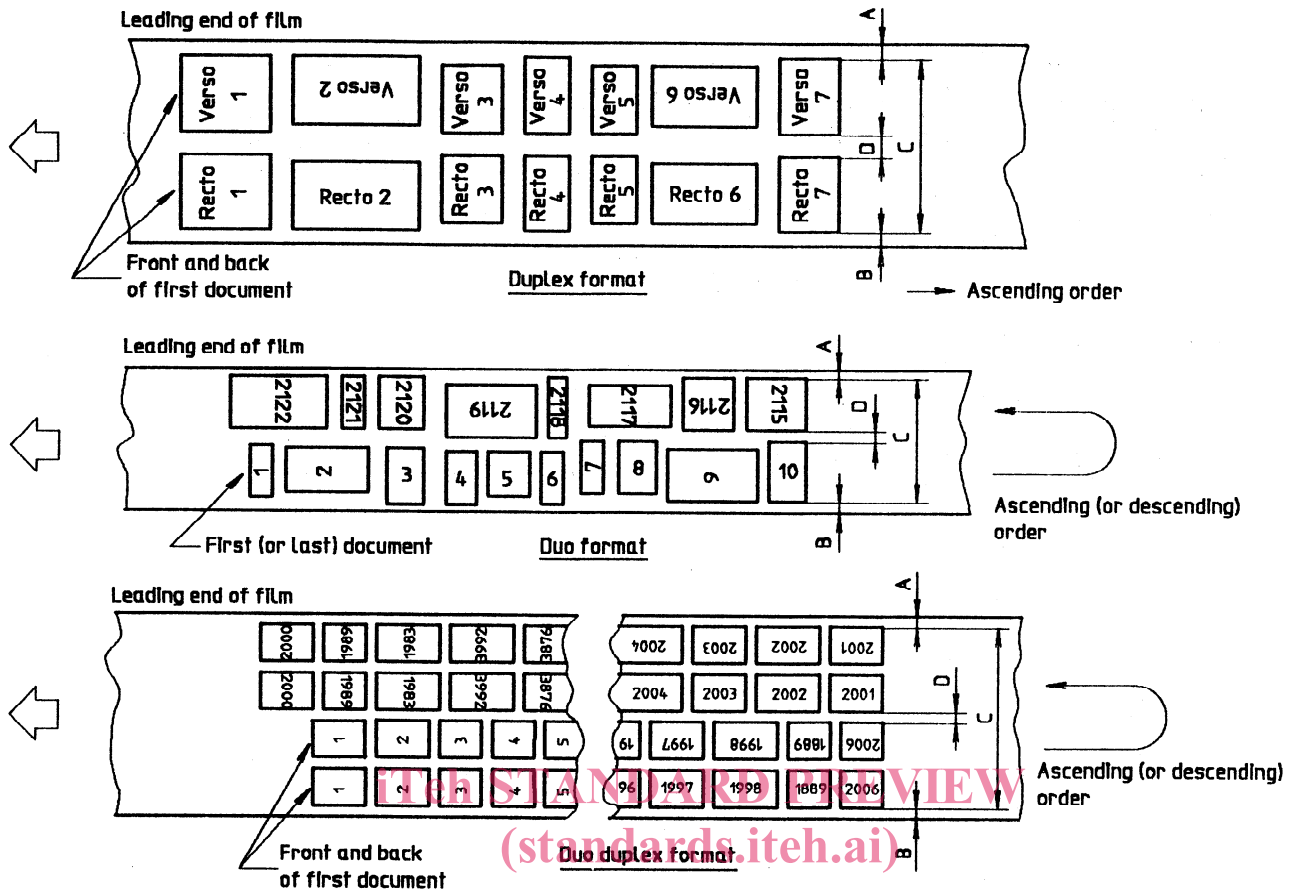 Leading end of film
A
Verso 1
Verso 2
Verso 3
Verso 4
Verso 5
Verso 6
Verso 7
D
C
Recto 1
Recto 2
Recto 3
Recto 4
Recto 5
Recto 6
Recto 7
B
Front and back
of first document
Duplex format
Ascending order
Leading end of film
A
2122
2121
2120
2119
2118
2117
2116
2115
D
C
1
2
3
4
5
6
7
8
9
10
B
First (or last) document
Duo format
Ascending (or descending)
order
Leading end of film
A
2000
1989
1983
3992
3876
2004
2003
2002
2001
2000
1989
1983
3992
3876
2004
2003
2002
2001
D
C
1
2
3
4
5
19
1997
1998
1889
2006
1
2
3
4
5
96
1997
1998
1889
2006
Ascending (or descending)
order
iTeh STANDARD PREVIEW
(standards.iteh.ai)
B
Front and back
of first document
Duo duplex format